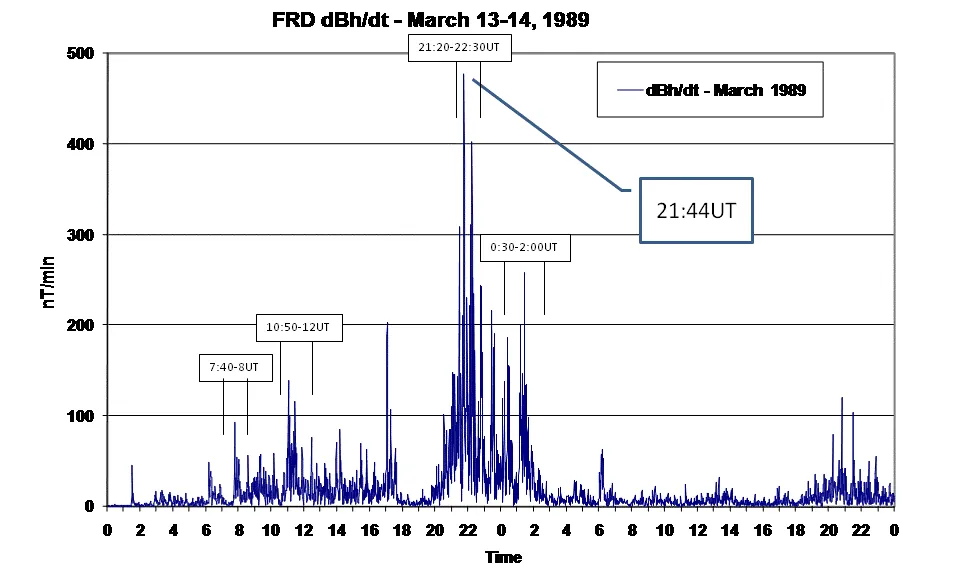 FRD dBh/dt - March 13-14, 1989
500
21:20-22:30UT
dBh/dt - March 1989
400
21:44UT
300
0:30-2:00UT
nT/min
200
10:50-12UT
7:40-8UT
100
0
0 2 4 6 8 10 12 14 16 18 20 22 0 2 4 6 8 10 12 14 16 18 20 22 0
Time